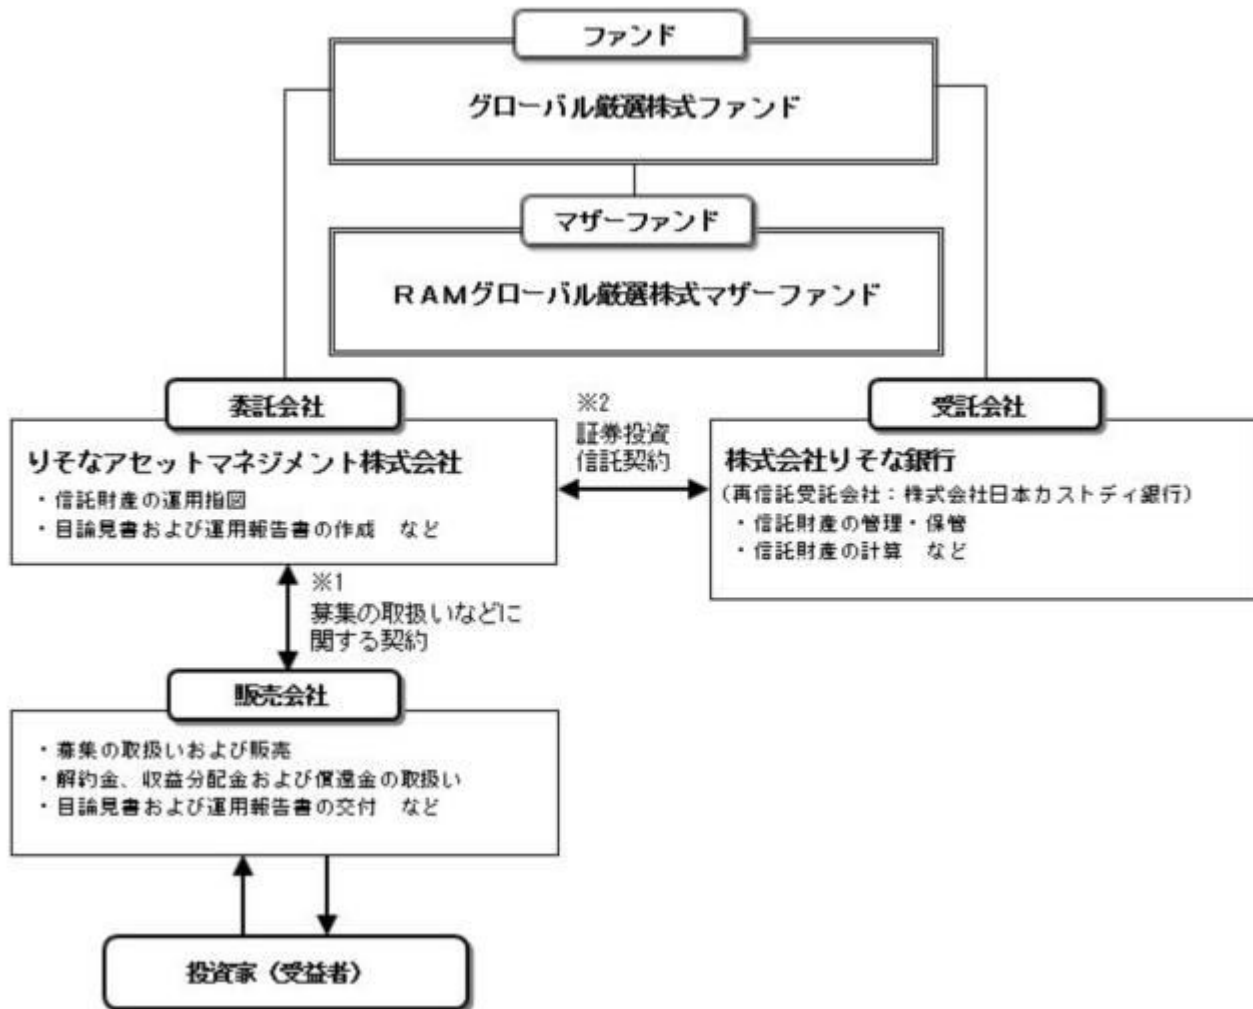 ファンド
グローバル厳選株式ファンド
マザーファンド
RAMグローバル厳選株式マザーファンド
委託会社
りそなアセットマネジメント株式会社
・信託財産の運用指図
・目論見書および運用報告書の作成　など
※2
証券投資
信託契約
受託会社
株式会社りそな銀行
(再信託受託会社：株式会社日本カストディ銀行)
・信託財産の管理・保管
・信託財産の計算　など
※1
募集の取扱いなどに
関する契約
販売会社
・募集の取扱いおよび販売
・解約金、収益分配金および償還金の取扱い
・目論見書および運用報告書の交付　など
投資家（受益者）